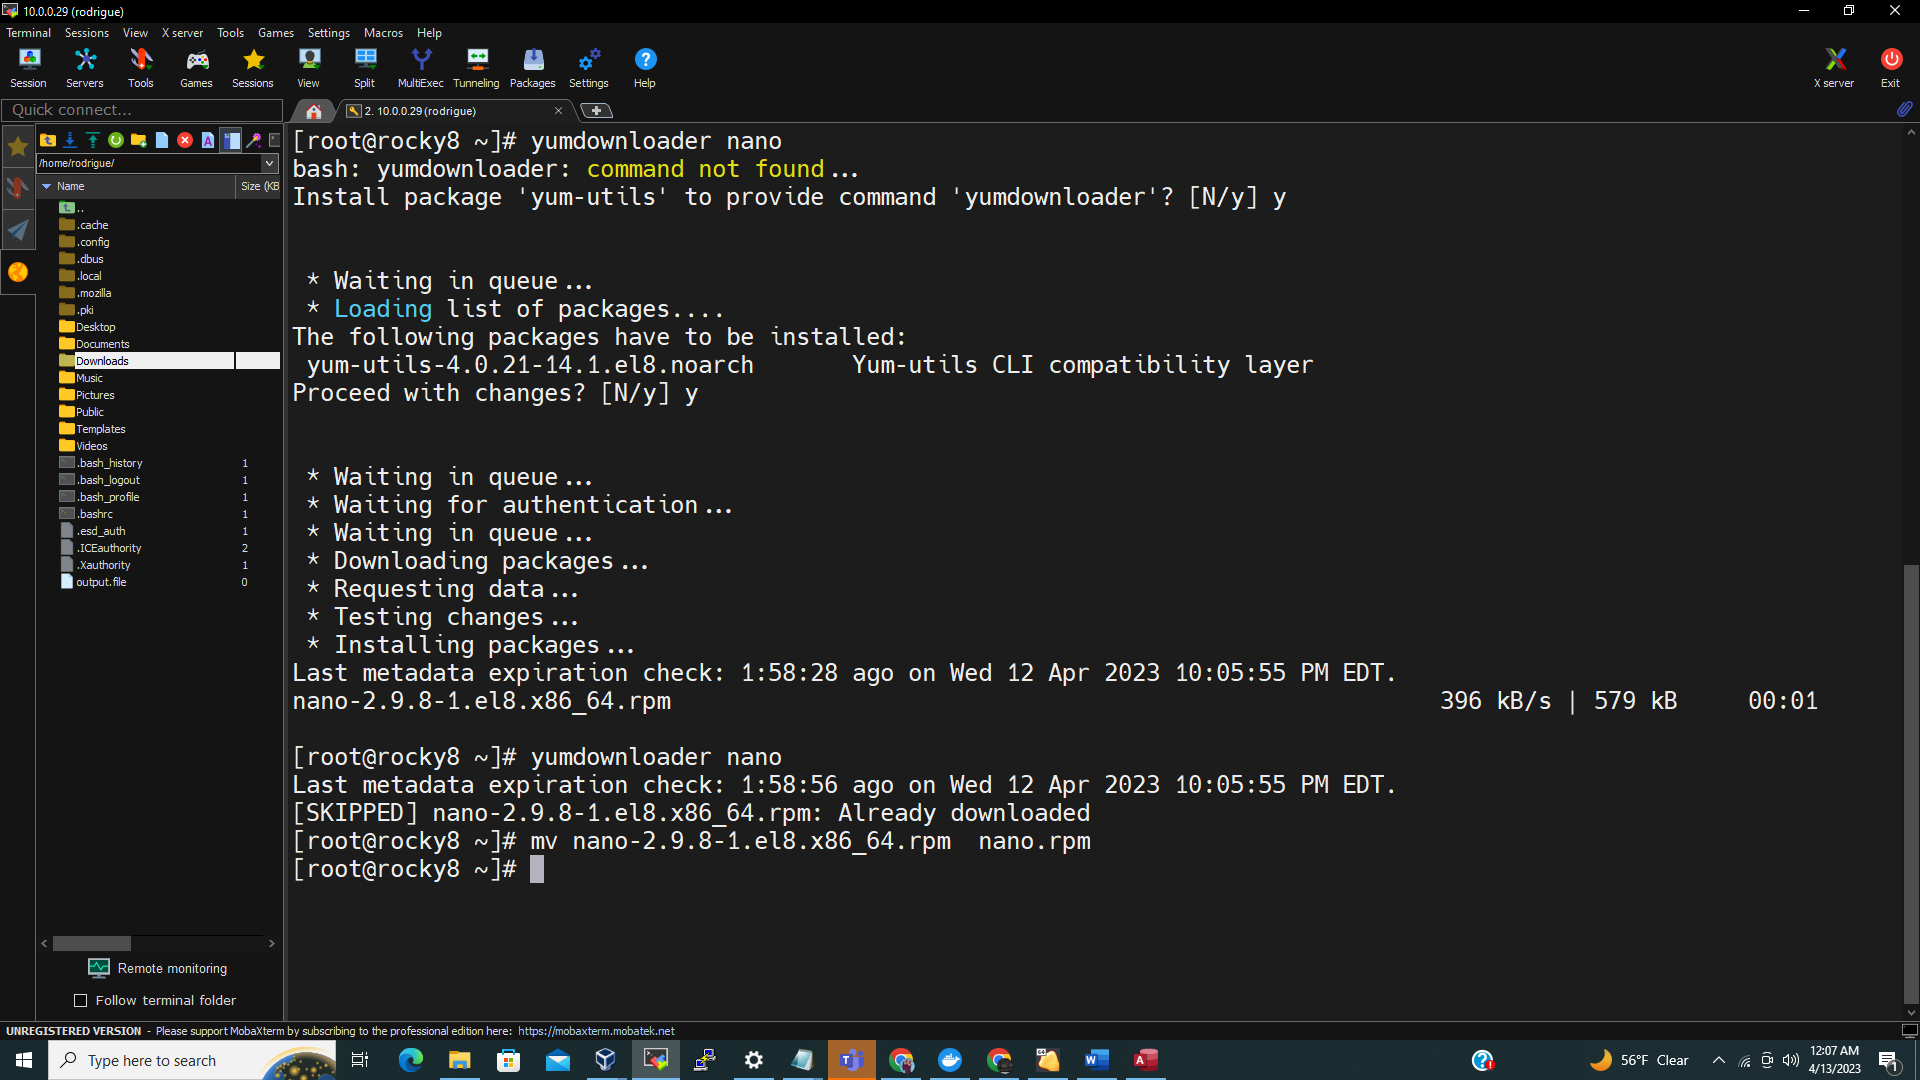 10.0.0.29 (rodrigue)
Terminal Sessions View X server Tools Games Settings Macros Help
Session Servers Tools Games Sessions View Split MultiExec Tunneling Packages Settings Help X server Exit
Quick connect...
2. 10.0.0.29 (rodrigue)
/home/rodrigue/
Name Size (KB
..
.cache
.config
.dbus
.local
.mozilla
.pki
Desktop
Documents
Downloads
Music
Pictures
Public
Templates
Videos
.bash_history 1
.bash_logout 1
.bash_profile 1
.bashrc 1
.esd_auth 1
.ICEauthority 2
.Xauthority 1
output.file 0
Remote monitoring
Follow terminal folder
[root@rocky8 ~]# yumdownloader nano
bash: yumdownloader: command not found...
Install package 'yum-utils' to provide command 'yumdownloader'? [N/y] y
* Waiting in queue...
* Loading list of packages....
The following packages have to be installed:
yum-utils-4.0.21-14.1.el8.noarch Yum-utils CLI compatibility layer
Proceed with changes? [N/y] y
* Waiting in queue...
* Waiting for authentication...
* Waiting in queue...
* Downloading packages...
* Requesting data...
* Testing changes...
* Installing packages...
Last metadata expiration check: 1:58:28 ago on Wed 12 Apr 2023 10:05:55 PM EDT.
nano-2.9.8-1.el8.x86_64.rpm 396 kB/s | 579 kB 00:01
[root@rocky8 ~]# yumdownloader nano
Last metadata expiration check: 1:58:56 ago on Wed 12 Apr 2023 10:05:55 PM EDT.
[SKIPPED] nano-2.9.8-1.el8.x86_64.rpm: Already downloaded
[root@rocky8 ~]# mv nano-2.9.8-1.el8.x86_64.rpm  nano.rpm
[root@rocky8 ~]#
UNREGISTERED VERSION - Please support MobaXterm by subscribing to the professional edition here: https://mobaxterm.mobatek.net
Type here to search
56°F Clear
12:07 AM
4/13/2023
1